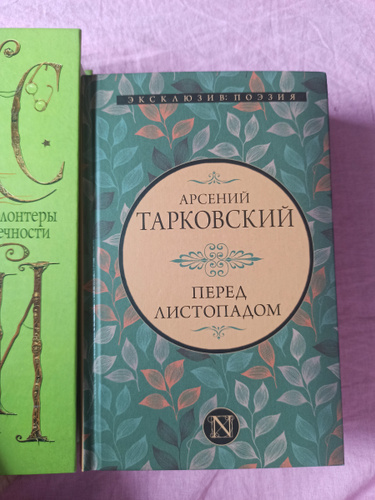 ЭКСКЛЮЗИВ: ПОЭЗИЯ
АРСЕНИЙ
ТАРКОВСКИЙ
ПЕРЕД
ЛИСТОПАДОМ
N
С
лонтеры
ечности
И